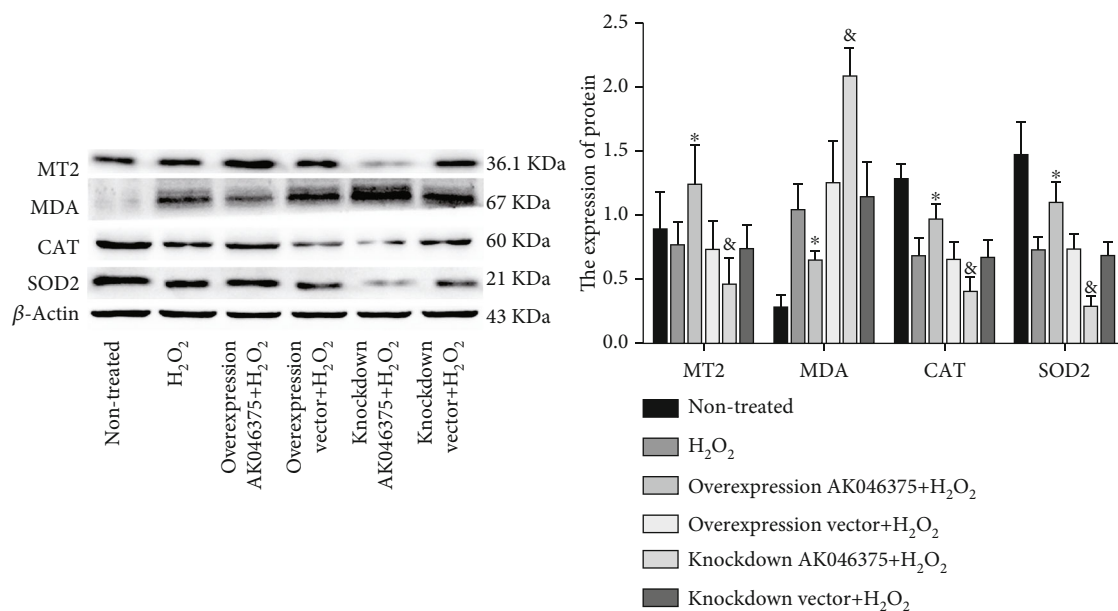 MT2
36.1 KDa
MDA
67 KDa
CAT
60 KDa
SOD2
21 KDa
β-Actin
43 KDa
Non-treated
H₂O₂
Overexpression
AK046375+H₂O₂
Overexpression
vector+H₂O₂
Knockdown
AK046375+H₂O₂
Knockdown
vector+H₂O₂
The expression of protein
2.5
2.0
1.5
1.0
0.5
0.0
*
&
*
&
*
&
*
&
MT2
MDA
CAT
SOD2
Non-treated
H₂O₂
Overexpression AK046375+H₂O₂
Overexpression vector+H₂O₂
Knockdown AK046375+H₂O₂
Knockdown vector+H₂O₂